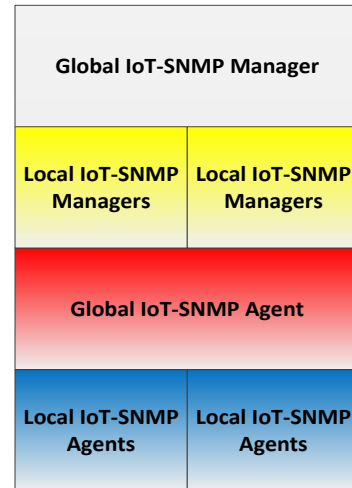 Global IoT-SNMP Manager
Local IoT-SNMP Local IoT-SNMP
Managers Managers
Global IoT-SNMP Agent
Local IoT-SNMP Local IoT-SNMP
Agents Agents